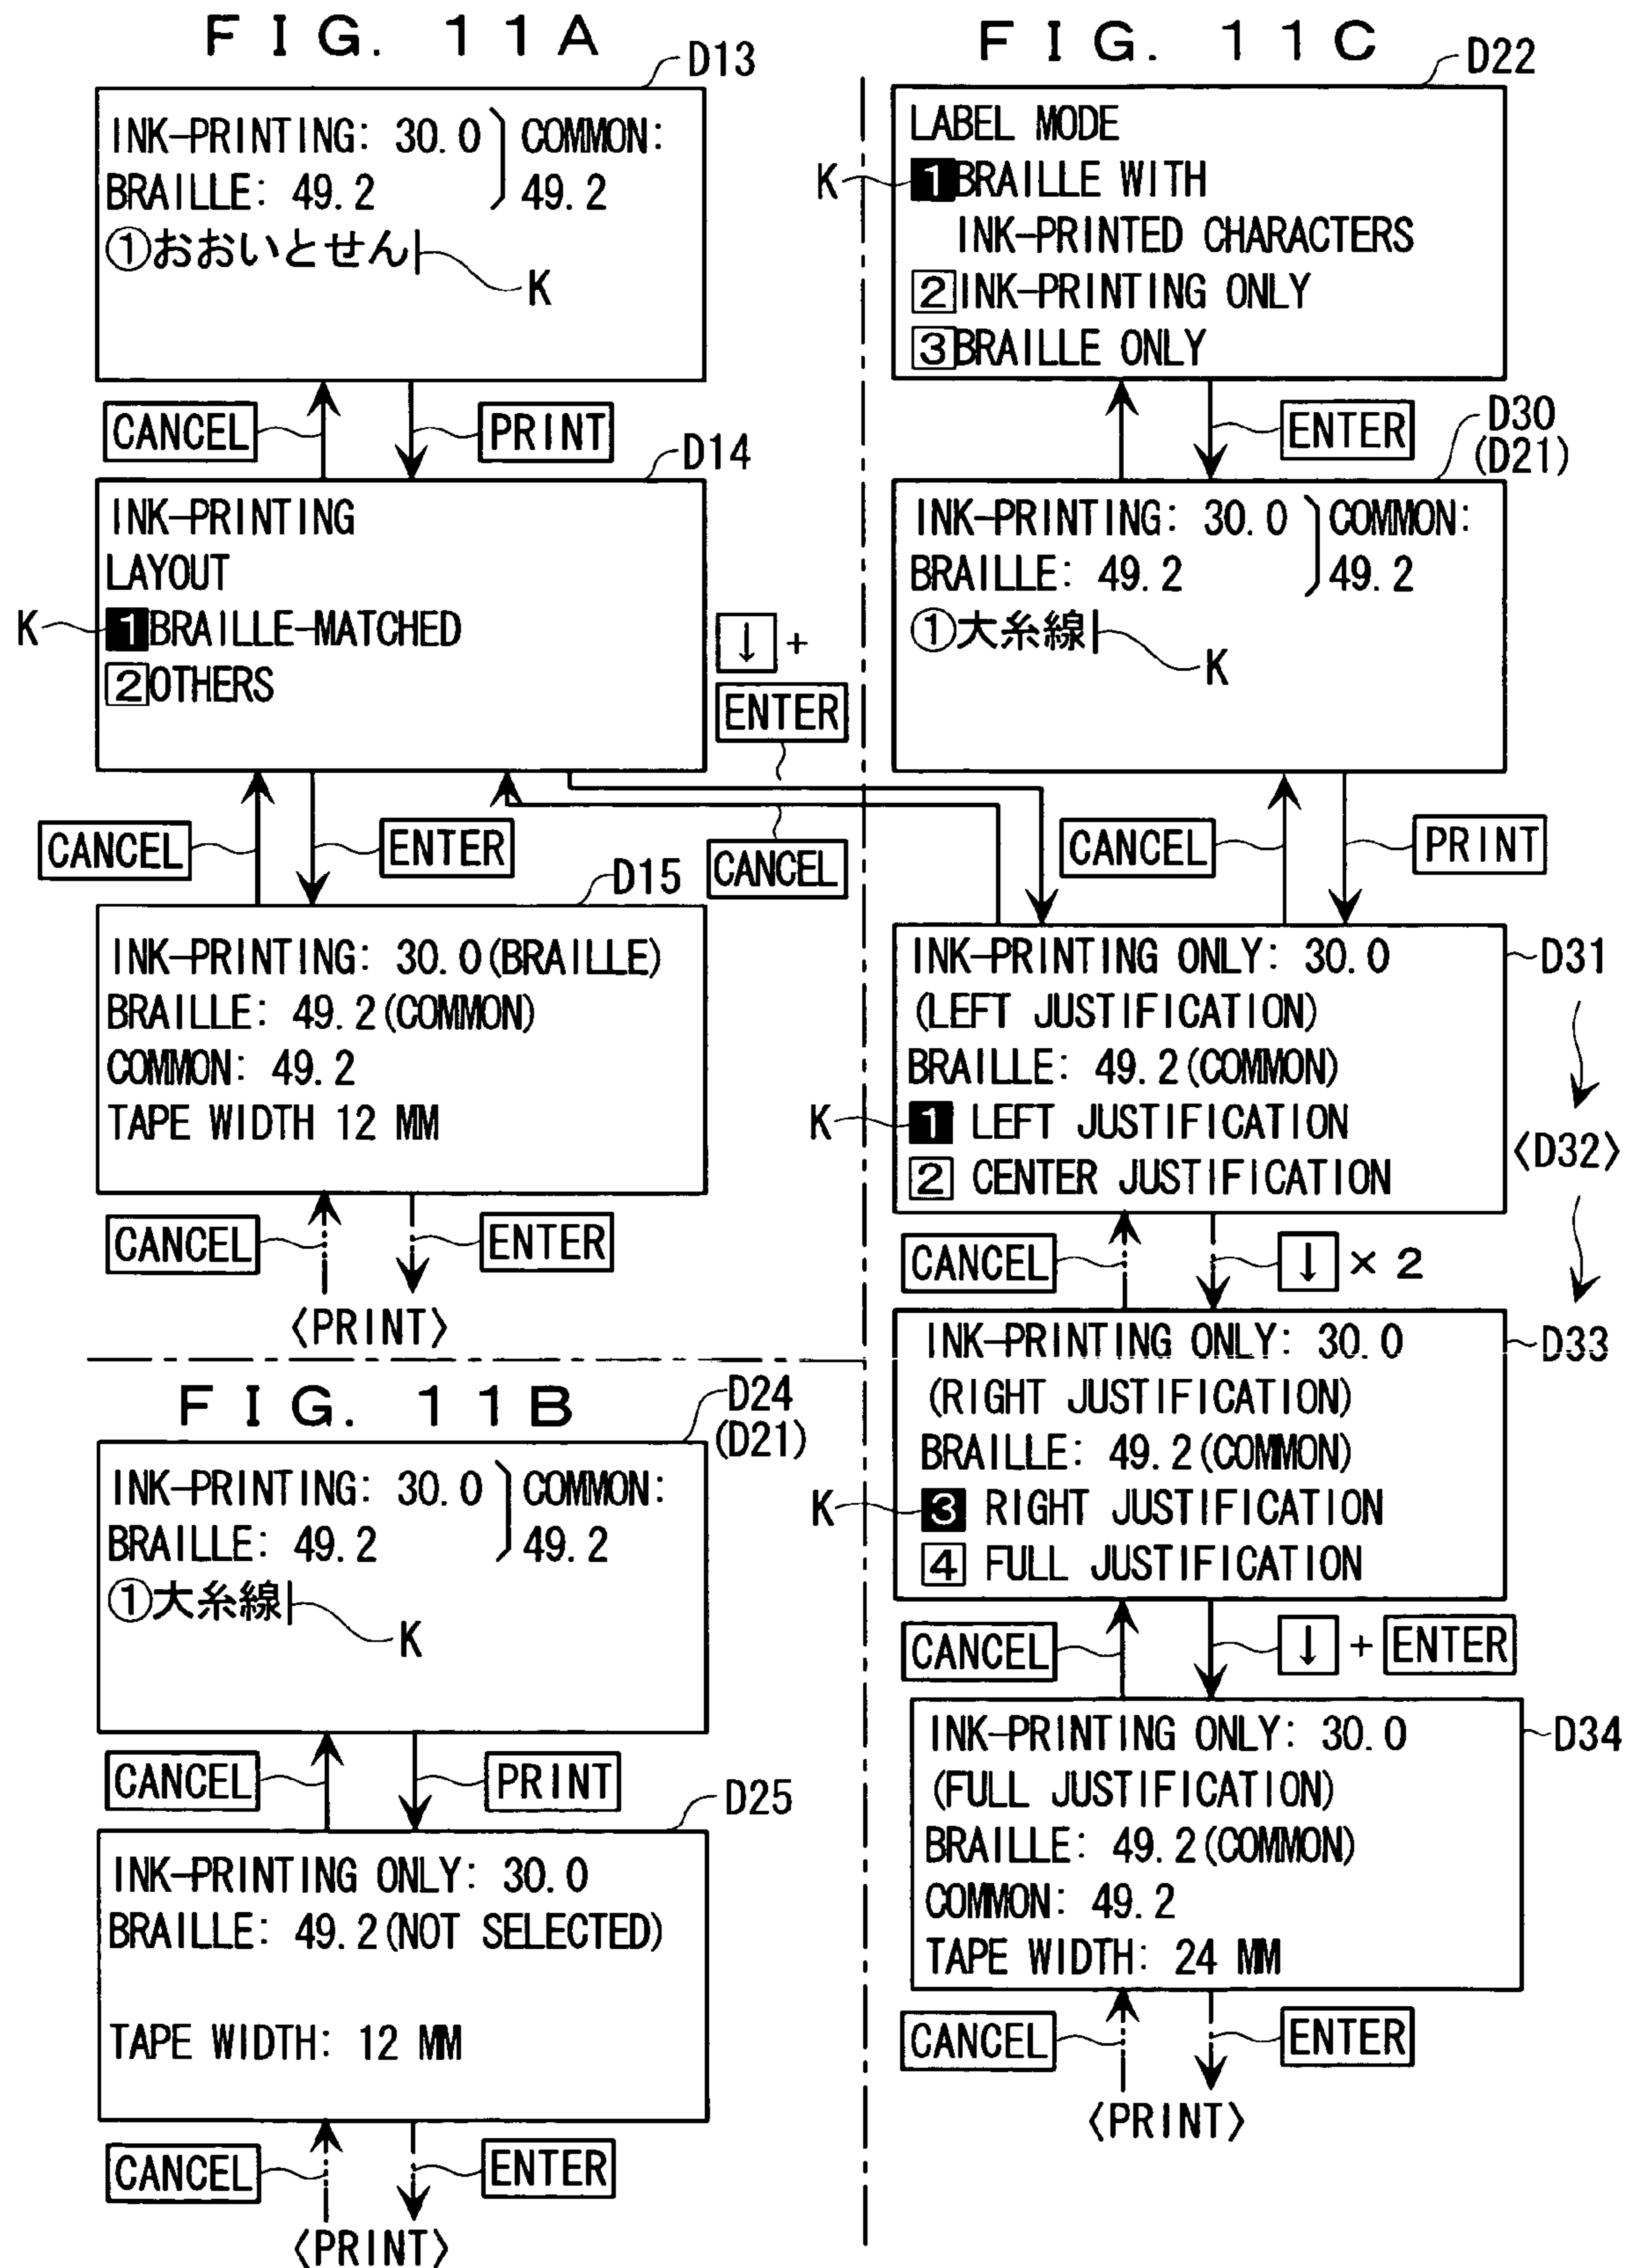 FIG. 11A
D13
INK-PRINTING: 30.0 COMMON:
BRAILLE: 49.2 49.2
①おおいとせん
K
CANCEL
PRINT
D14
INK-PRINTING
LAYOUT
K
1 BRAILLE-MATCHED
2 OTHERS
↓ +
ENTER
CANCEL
CANCEL
ENTER
D15
INK-PRINTING: 30.0(BRAILLE)
BRAILLE: 49.2(COMMON)
COMMON: 49.2
TAPE WIDTH 12 MM
CANCEL
ENTER
〈PRINT〉
FIG. 11B
D24
(D21)
INK-PRINTING: 30.0 COMMON:
BRAILLE: 49.2 49.2
①大糸線
K
CANCEL
PRINT
D25
INK-PRINTING ONLY: 30.0
BRAILLE: 49.2(NOT SELECTED)
TAPE WIDTH: 12 MM
CANCEL
ENTER
〈PRINT〉
FIG. 11C
D22
LABEL MODE
K
1 BRAILLE WITH
INK-PRINTED CHARACTERS
2 INK-PRINTING ONLY
3 BRAILLE ONLY
ENTER
D30
(D21)
INK-PRINTING: 30.0 COMMON:
BRAILLE: 49.2 49.2
①大糸線
K
CANCEL
PRINT
D31
INK-PRINTING ONLY: 30.0
(LEFT JUSTIFICATION)
BRAILLE: 49.2(COMMON)
K
1 LEFT JUSTIFICATION
2 CENTER JUSTIFICATION
〈D32〉
CANCEL
↓ × 2
D33
INK-PRINTING ONLY: 30.0
(RIGHT JUSTIFICATION)
BRAILLE: 49.2(COMMON)
K
3 RIGHT JUSTIFICATION
4 FULL JUSTIFICATION
CANCEL
↓ + ENTER
D34
INK-PRINTING ONLY: 30.0
(FULL JUSTIFICATION)
BRAILLE: 49.2(COMMON)
COMMON: 49.2
TAPE WIDTH: 24 MM
CANCEL
ENTER
〈PRINT〉